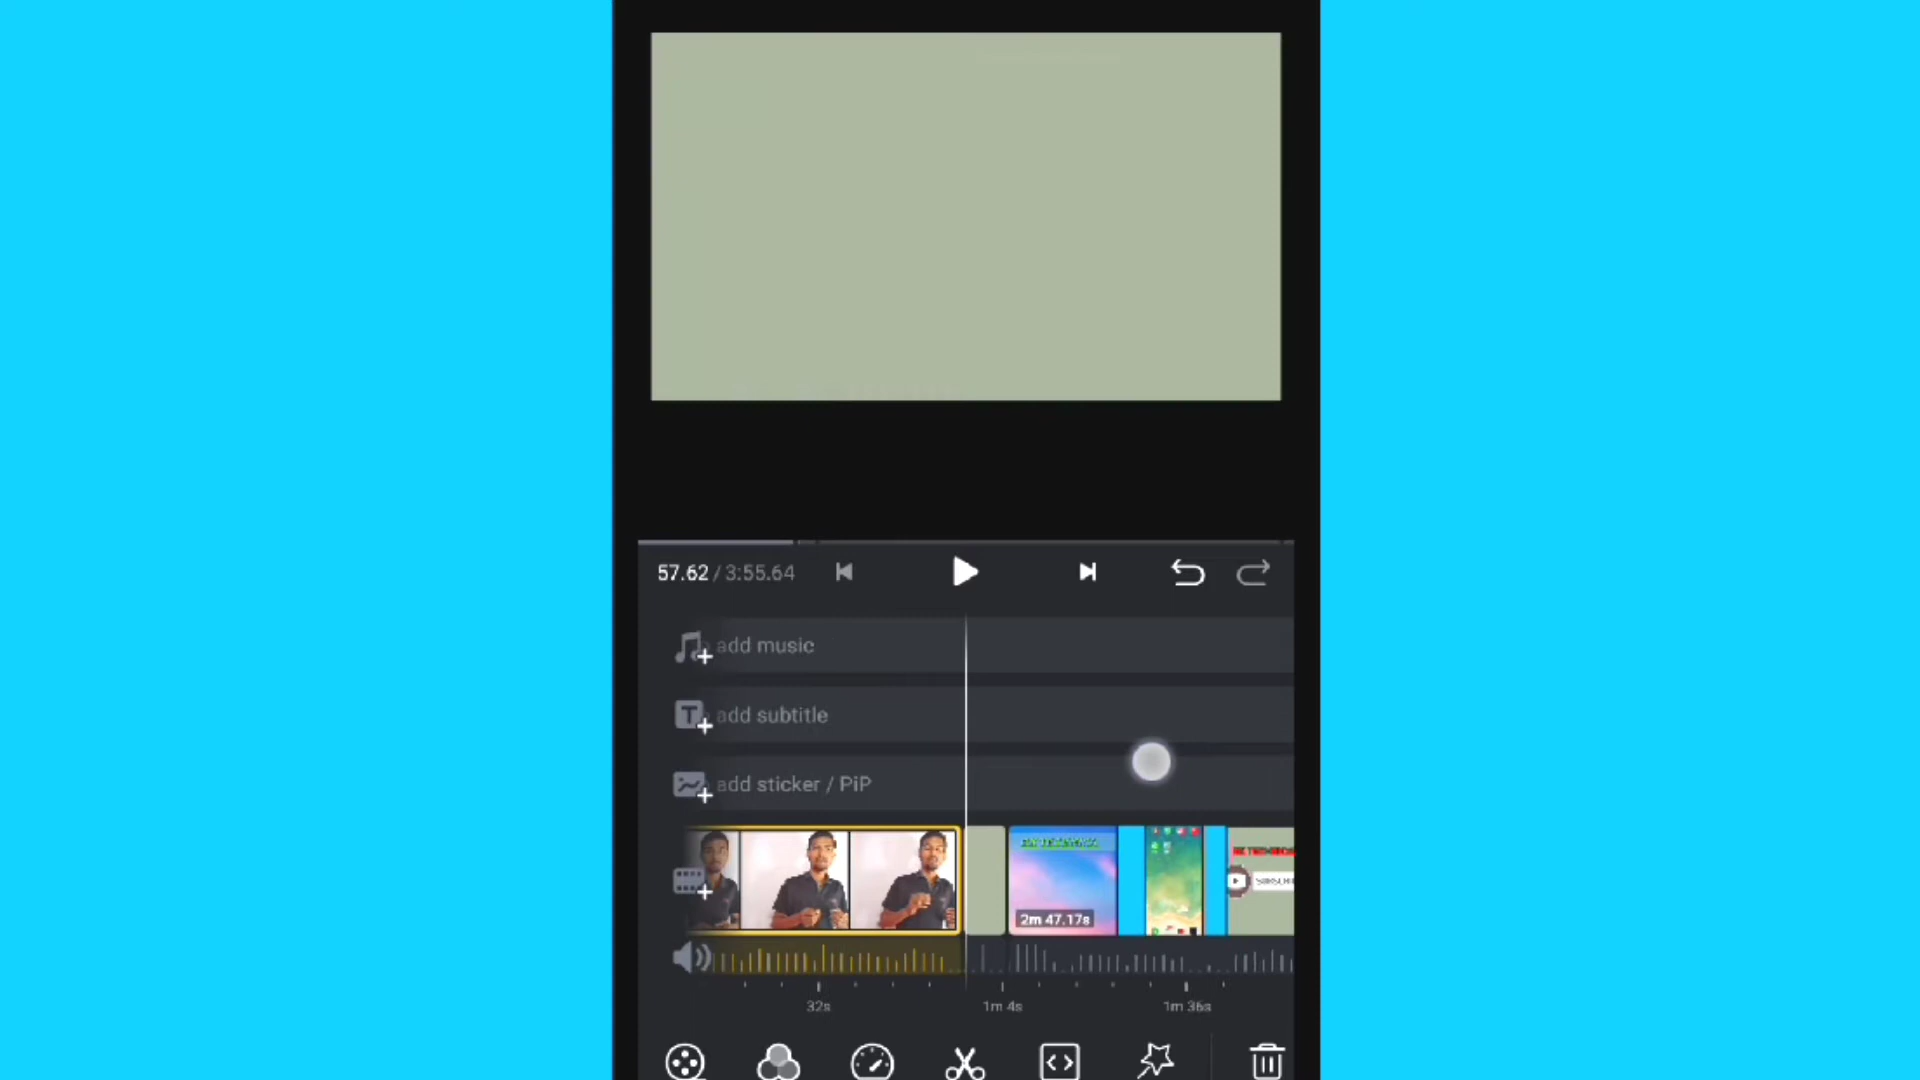 57.62 / 3:55.64
add music
T
add subtitle
add sticker / PiP
2m 47.17s
32s
1m 4s
1m 36s